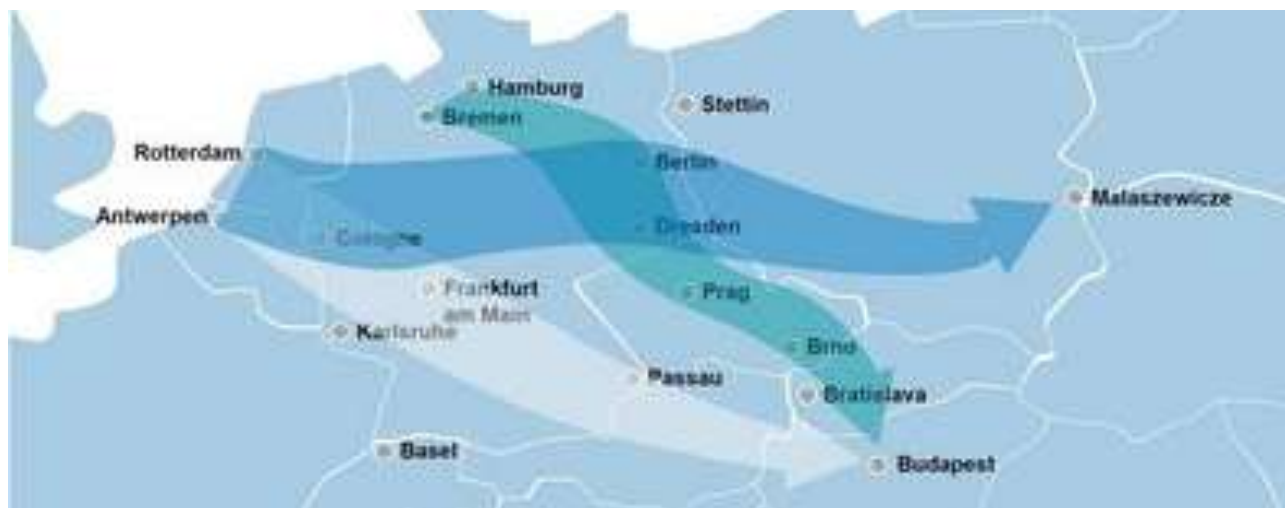 Hamburg
Stettin
Bremen
Rotterdam
Berlin
Malaszewicze
Antwerpen
Cologne
Dresden
Frankfurt
am Main
Prag
Karlsruhe
Brno
Passau
Bratislava
Basel
Budapest